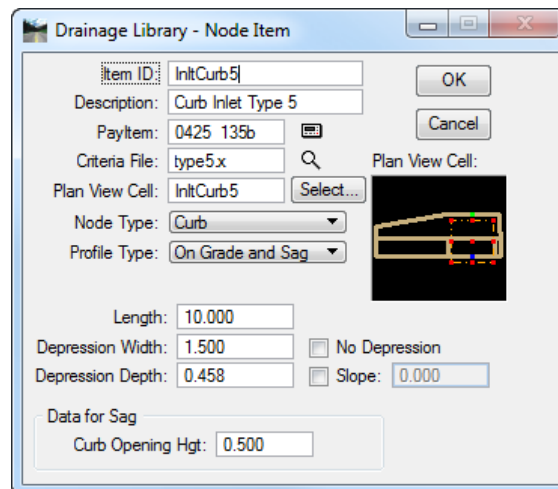 Drainage Library - Node Item
Item ID: InltCurb5
OK
Description: Curb Inlet Type 5
PayItem: 0425 135b
Cancel
Criteria File: type5.x
Plan View Cell:
Plan View Cell: InltCurb5 Select...
Node Type: Curb
Profile Type: On Grade and Sag
Length: 10.000
Depression Width: 1.500 No Depression
Depression Depth: 0.458 Slope: 0.000
Data for Sag
Curb Opening Hgt: 0.500